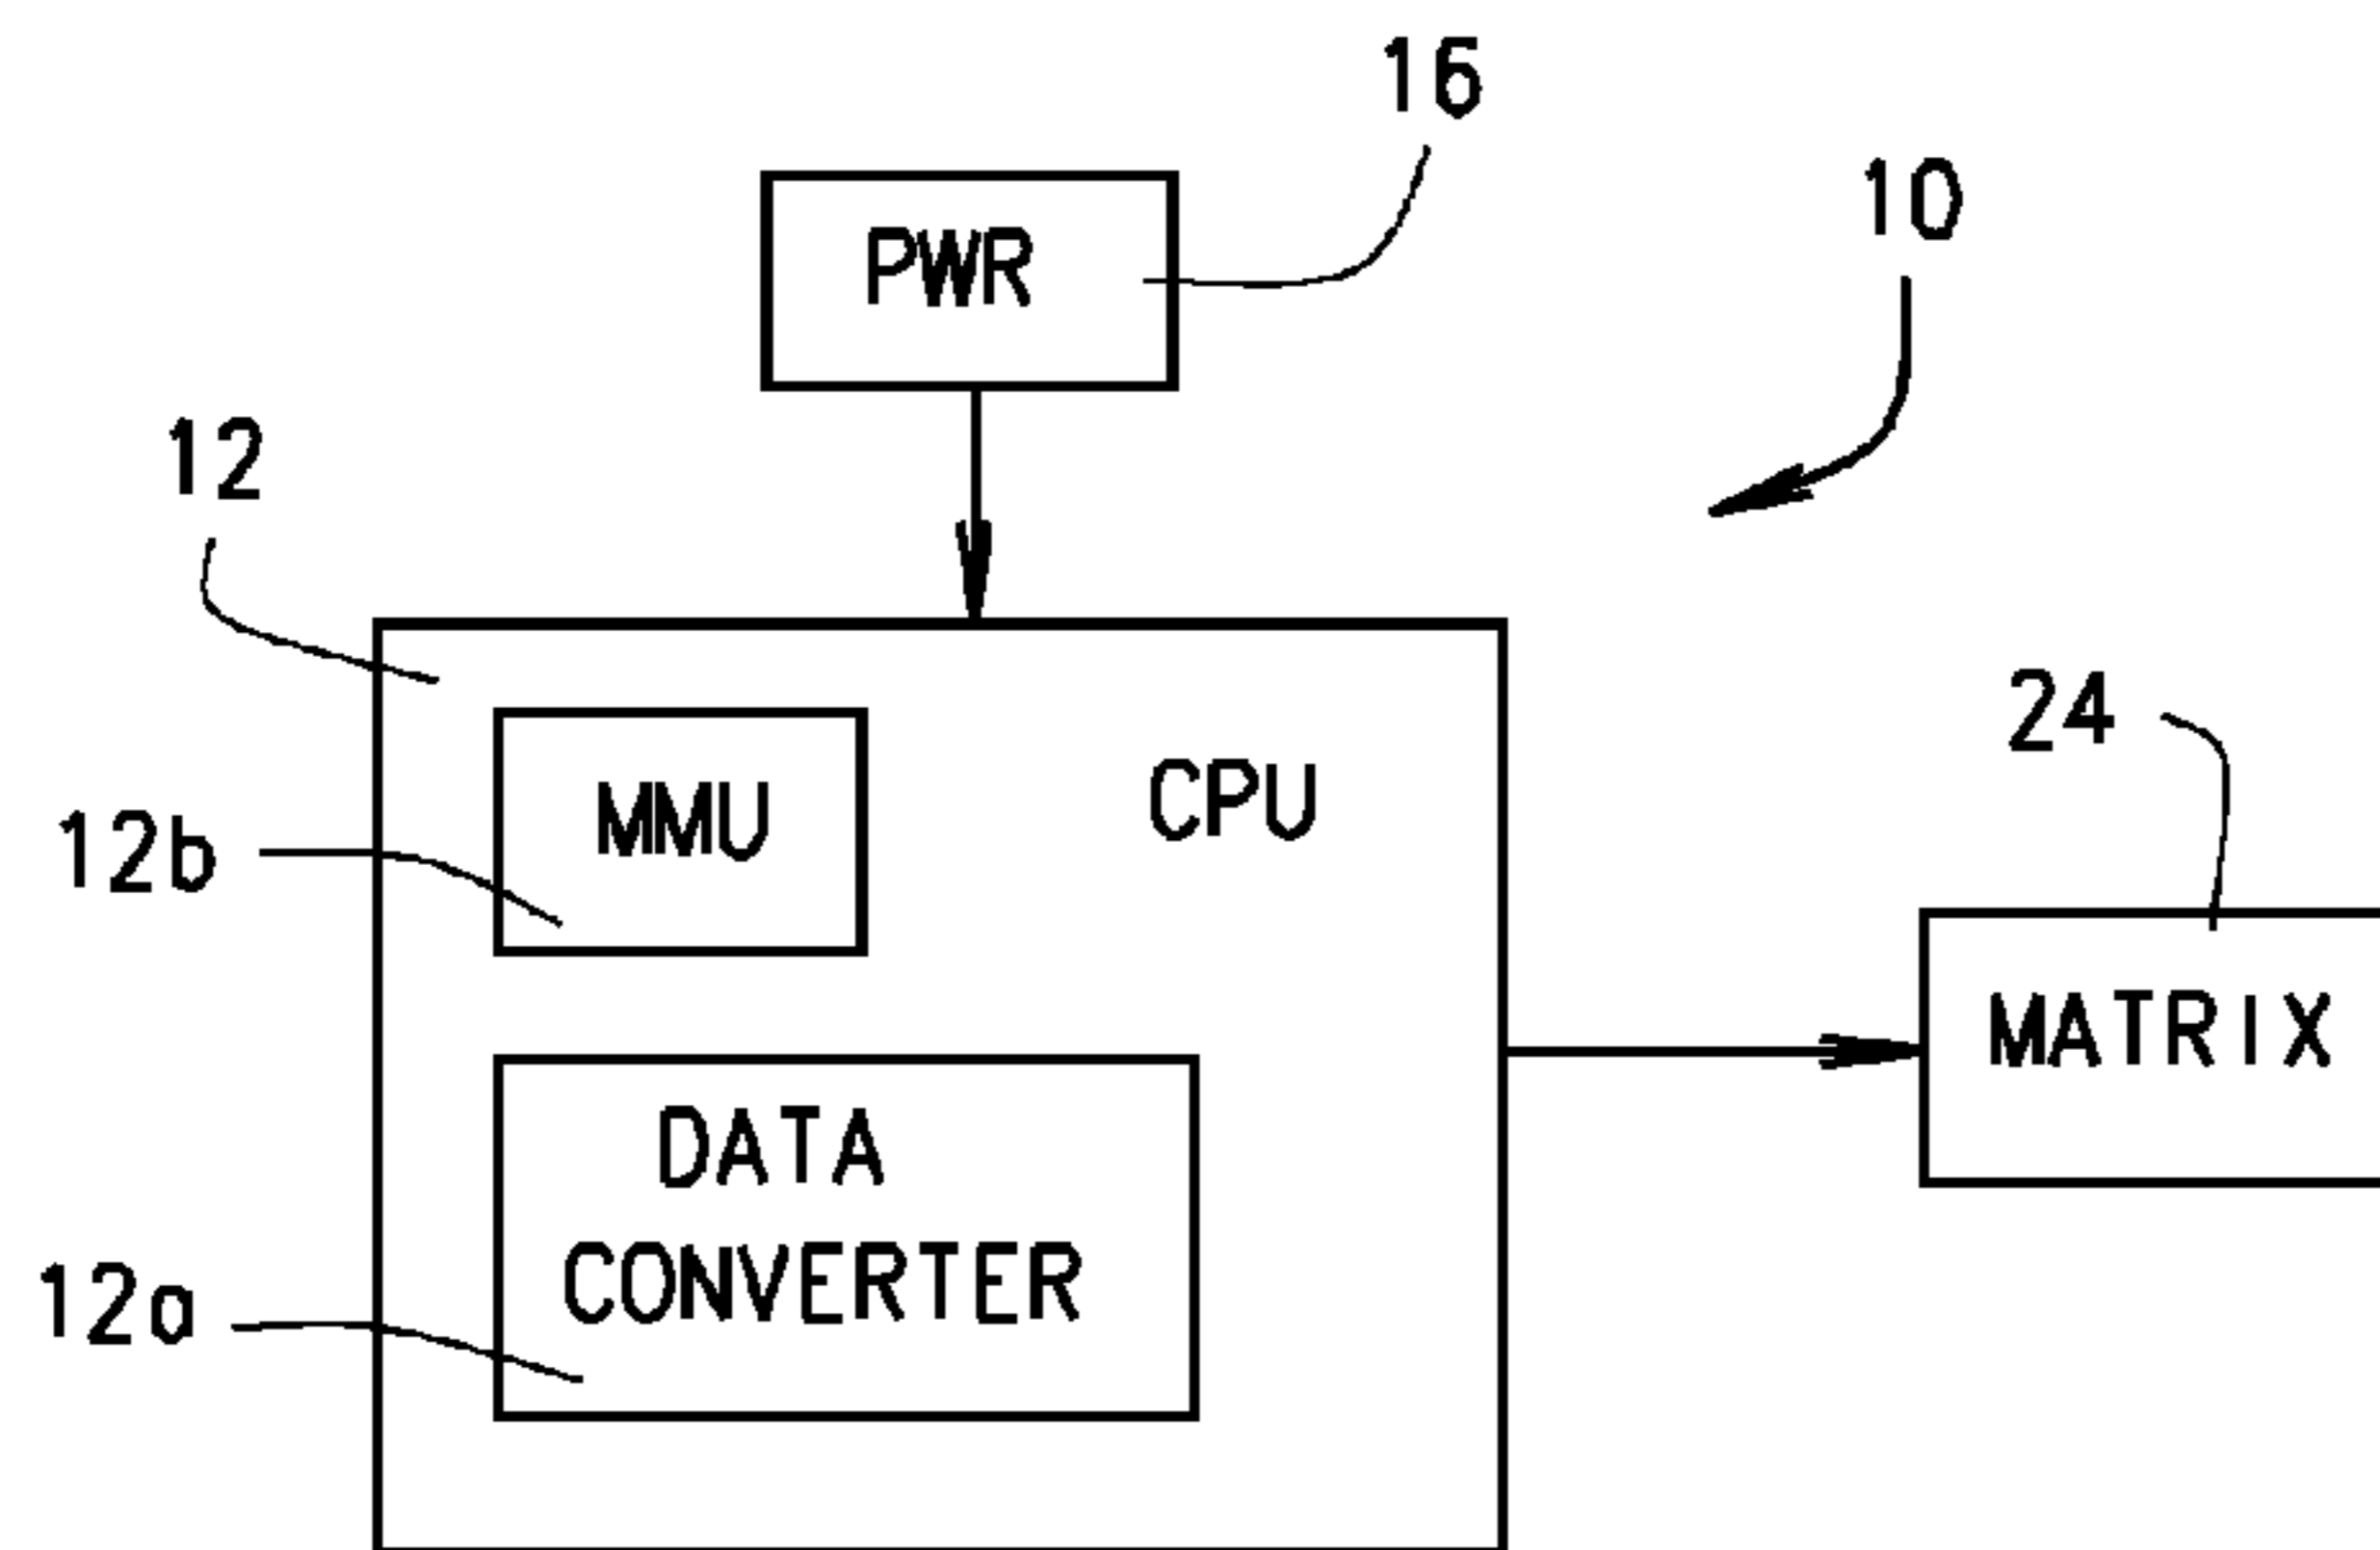 16
10
PWR
12
24
CPU
MMU
12b
MATRIX
DATA
CONVERTER
12a